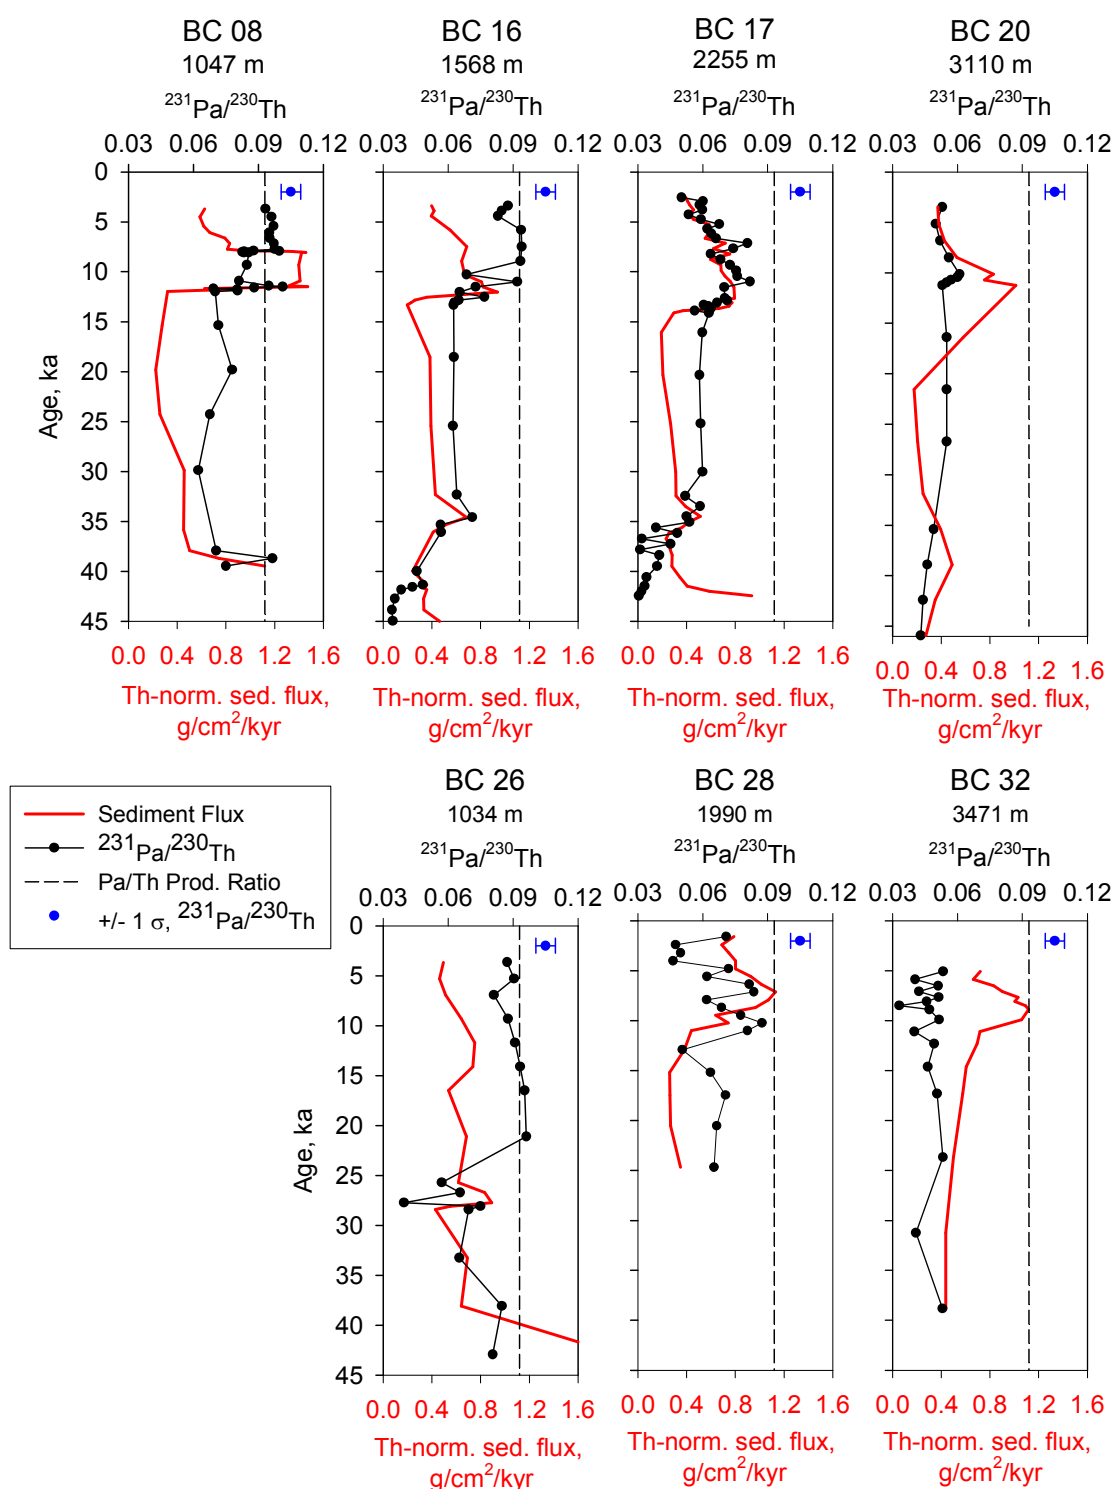 BC 08
1047 m
²³¹Pa/²³⁰Th
0.03 0.06 0.09 0.12
BC 16
1568 m
²³¹Pa/²³⁰Th
0.03 0.06 0.09 0.12
BC 17
2255 m
²³¹Pa/²³⁰Th
0.03 0.06 0.09 0.12
BC 20
3110 m
²³¹Pa/²³⁰Th
0.03 0.06 0.09 0.12
Age, ka
0
5
10
15
20
25
30
35
40
45
0.0 0.4 0.8 1.2 1.6
Th-norm. sed. flux,
g/cm²/kyr
0.0 0.4 0.8 1.2 1.6
Th-norm. sed. flux,
g/cm²/kyr
0.0 0.4 0.8 1.2 1.6
Th-norm. sed. flux,
g/cm²/kyr
0.0 0.4 0.8 1.2 1.6
Th-norm. sed. flux,
g/cm²/kyr
Sediment Flux
²³¹Pa/²³⁰Th
Pa/Th Prod. Ratio
+/- 1 σ, ²³¹Pa/²³⁰Th
BC 26
1034 m
²³¹Pa/²³⁰Th
0.03 0.06 0.09 0.12
BC 28
1990 m
²³¹Pa/²³⁰Th
0.03 0.06 0.09 0.12
BC 32
3471 m
²³¹Pa/²³⁰Th
0.03 0.06 0.09 0.12
Age, ka
0
5
10
15
20
25
30
35
40
45
0.0 0.4 0.8 1.2 1.6
Th-norm. sed. flux,
g/cm²/kyr
0.0 0.4 0.8 1.2 1.6
Th-norm. sed. flux,
g/cm²/kyr
0.0 0.4 0.8 1.2 1.6
Th-norm. sed. flux,
g/cm²/kyr